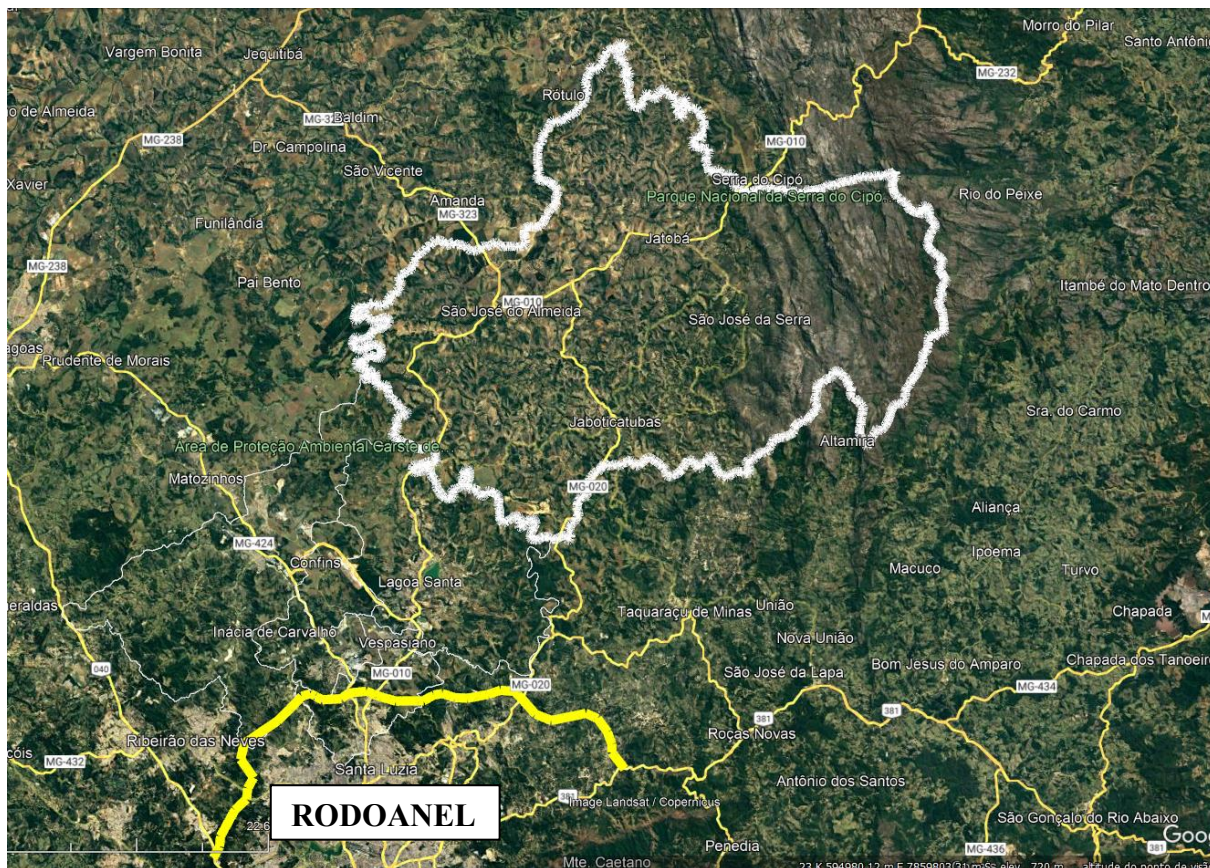 Morro do Pilar
Vargem Bonita
Jequitibá
Santo Antôni
MG-232
Rótulo
o de Almeida
Baldim
MG-238
MG-010
Dr. Campolina
São Vicente
Xavier
Serra do Cipó
Parque Nacional da Serra do Cipó...
Rio do Peixe
Amanda
MG-323
Funilândia
Jatobá
MG-238
Pai Bento
Itambé do Mato Dentro
MG-010
São José do Almeida
São José da Serra
agoas
Prudente de Morais
Sra. do Carmo
Jaboticatubas
Altamira
Área de Proteção Ambiental Carste de
Matozinhos
MG-020
Aliança
MG-424
Ipoema
Confins
Macuco
Turvo
Lagoa Santa
meraldas
Taquaraçu de Minas
União
Chapada
Inácia de Carvalho
Nova União
Vespasiano
Bom Jesus do Amparo
Chapada dos Tanoeiro
040
MG-010
São José da Lapa
MG-020
MG-434
381
381
Ribeirão das Neves
Roças Novas
MG-432
Santa Luzia
Antônio dos Santos
381
Image Landsat / Copernicus
RODOANEL
São Gonçalo do Rio Abaixo
Penedia
MG-436
Goo
Mte. Caetano